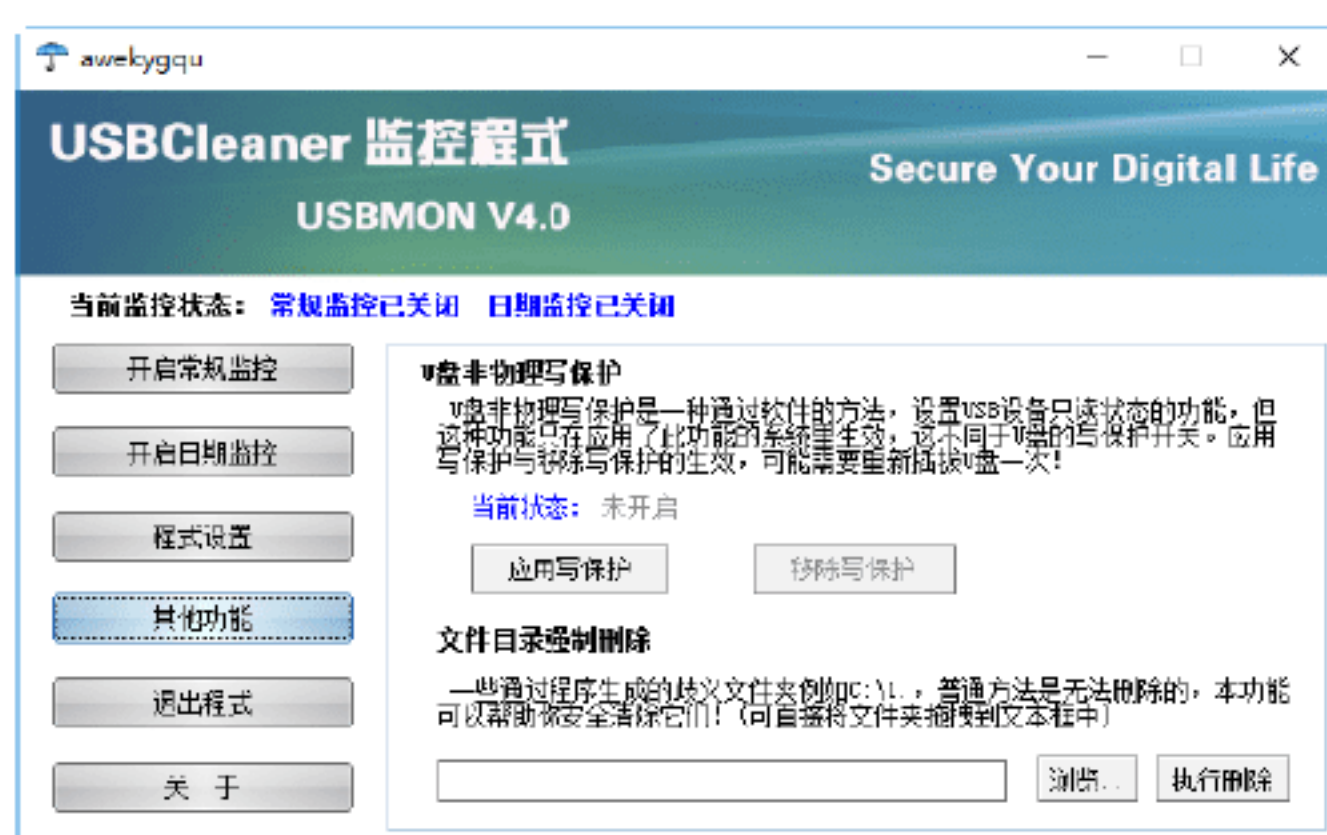 awekygqu
USBCleaner 监控程式
Secure Your Digital Life
USBMON V4.0
当前监控状态： 常规监控已关闭 日期监控已关闭
开启常规监控
开启日期监控
程式设置
其他功能
退出程式
关 于
U盘非物理写保护
U盘非物理写保护是一种通过软件的方法，设置USB设备只读状态的功能，但
这种功能只在应用了此功能的系统里生效，这不同于U盘的写保护开关。应用
写保护与移除写保护的生效，可能需要重新插拔U盘一次！
当前状态： 未开启
应用写保护 移除写保护
文件目录强制删除
一些通过程序生成的歧义文件夹例如C:\1.，普通方法是无法删除的，本功能
可以帮助你安全清除它们！(可直接将文件夹拖拽到文本框中)
浏览.. 执行删除